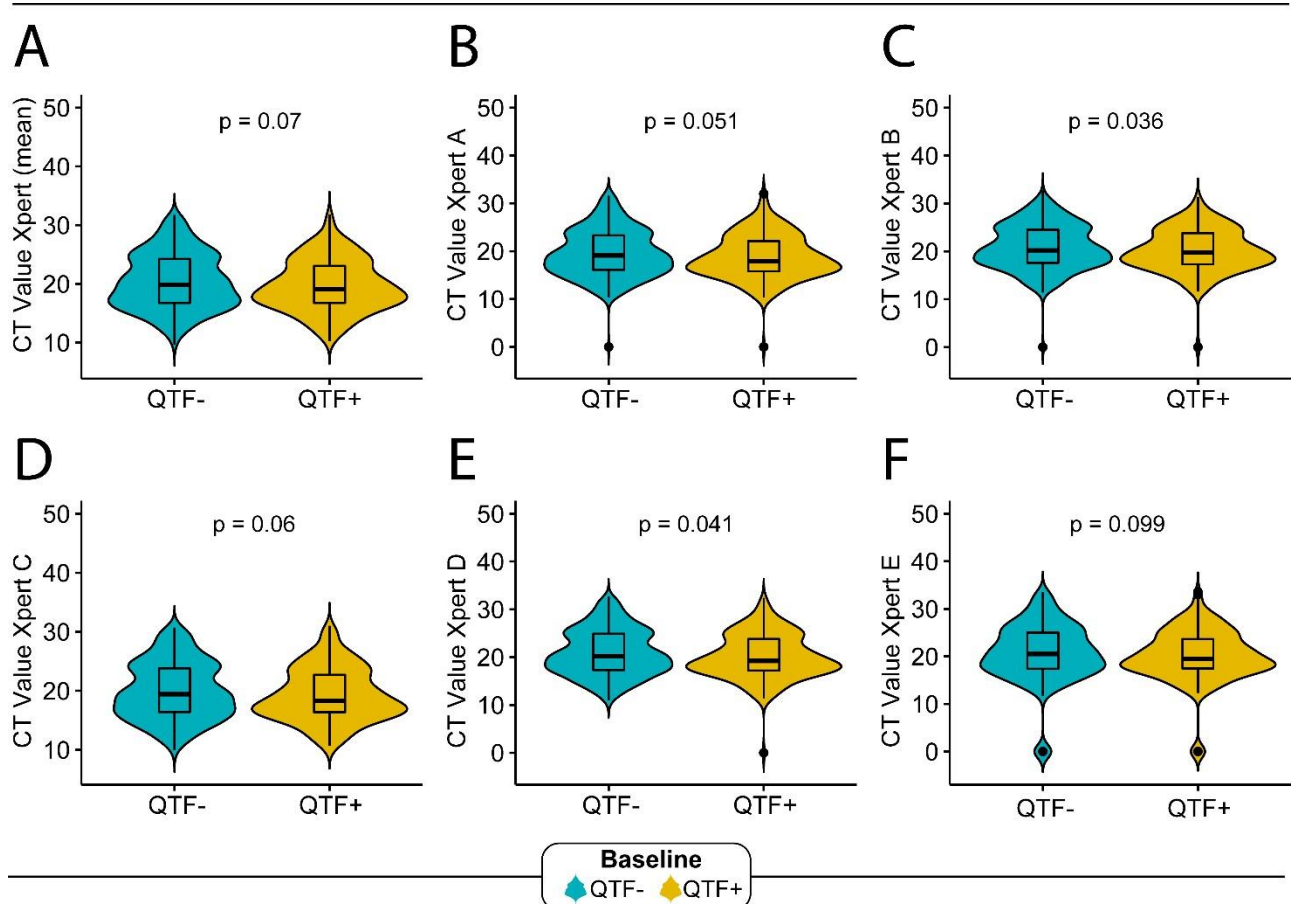 A
CT Value Xpert (mean)
50
40
30
20
10
p = 0.07
QTF- QTF+
B
CT Value Xpert A
50
40
30
20
10
0
p = 0.051
QTF- QTF+
C
CT Value Xpert B
50
40
30
20
10
0
p = 0.036
QTF- QTF+
D
CT Value Xpert C
50
40
30
20
10
p = 0.06
QTF- QTF+
E
CT Value Xpert D
50
40
30
20
10
0
p = 0.041
QTF- QTF+
F
CT Value Xpert E
50
40
30
20
10
0
p = 0.099
QTF- QTF+
Baseline
QTF- QTF+